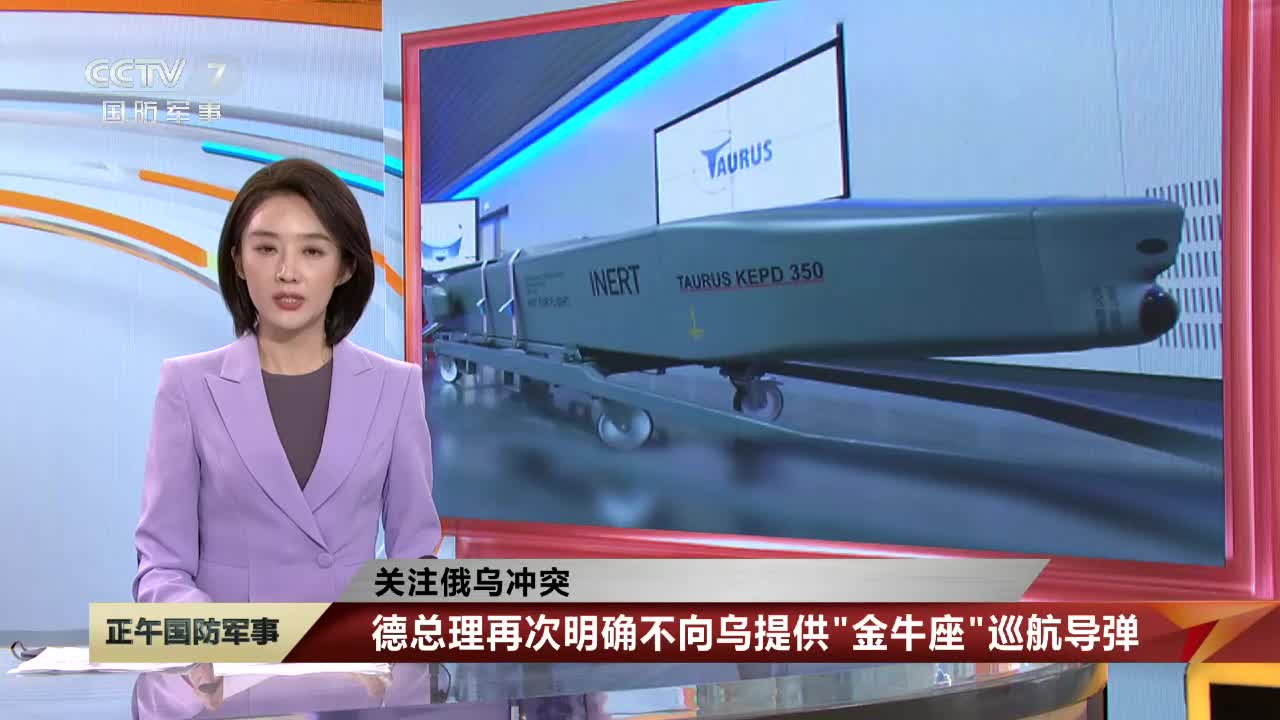 CCTV 7
国防军事
TAURUS
INERT
TAURUS KEPD 350
关注俄乌冲突
正午国防军事
德总理再次明确不向乌提供"金牛座"巡航导弹